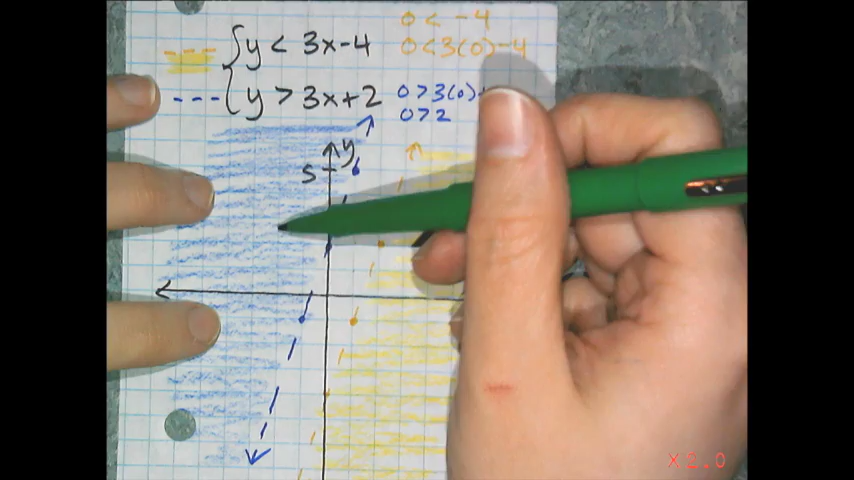 0 < -4
y < 3x-4 0<3(0)-4
y > 3x+2 0>3(0)
0>2
y
5
x2.0